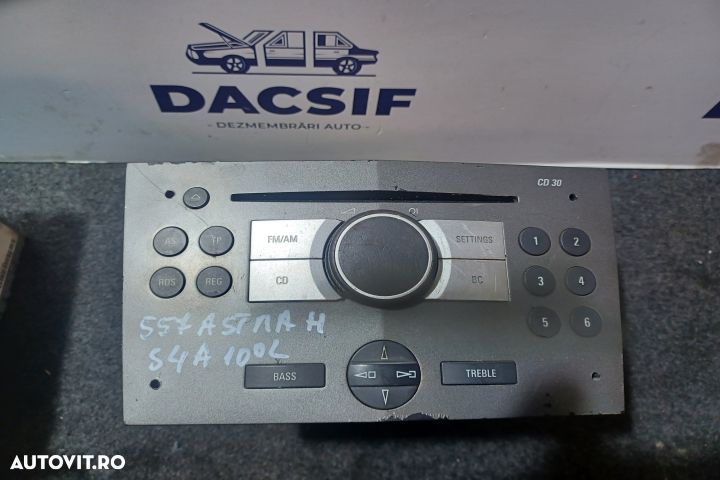 DACSIF
DEZMEMBRĂRI AUTO
CD 30
FM/AM
SETTINGS
AS
TP
1
2
CD
BC
RDS
REG
3
4
557 ASTRA H
5
6
S4A 100L
BASS
TREBLE
AUTOVIT.RO